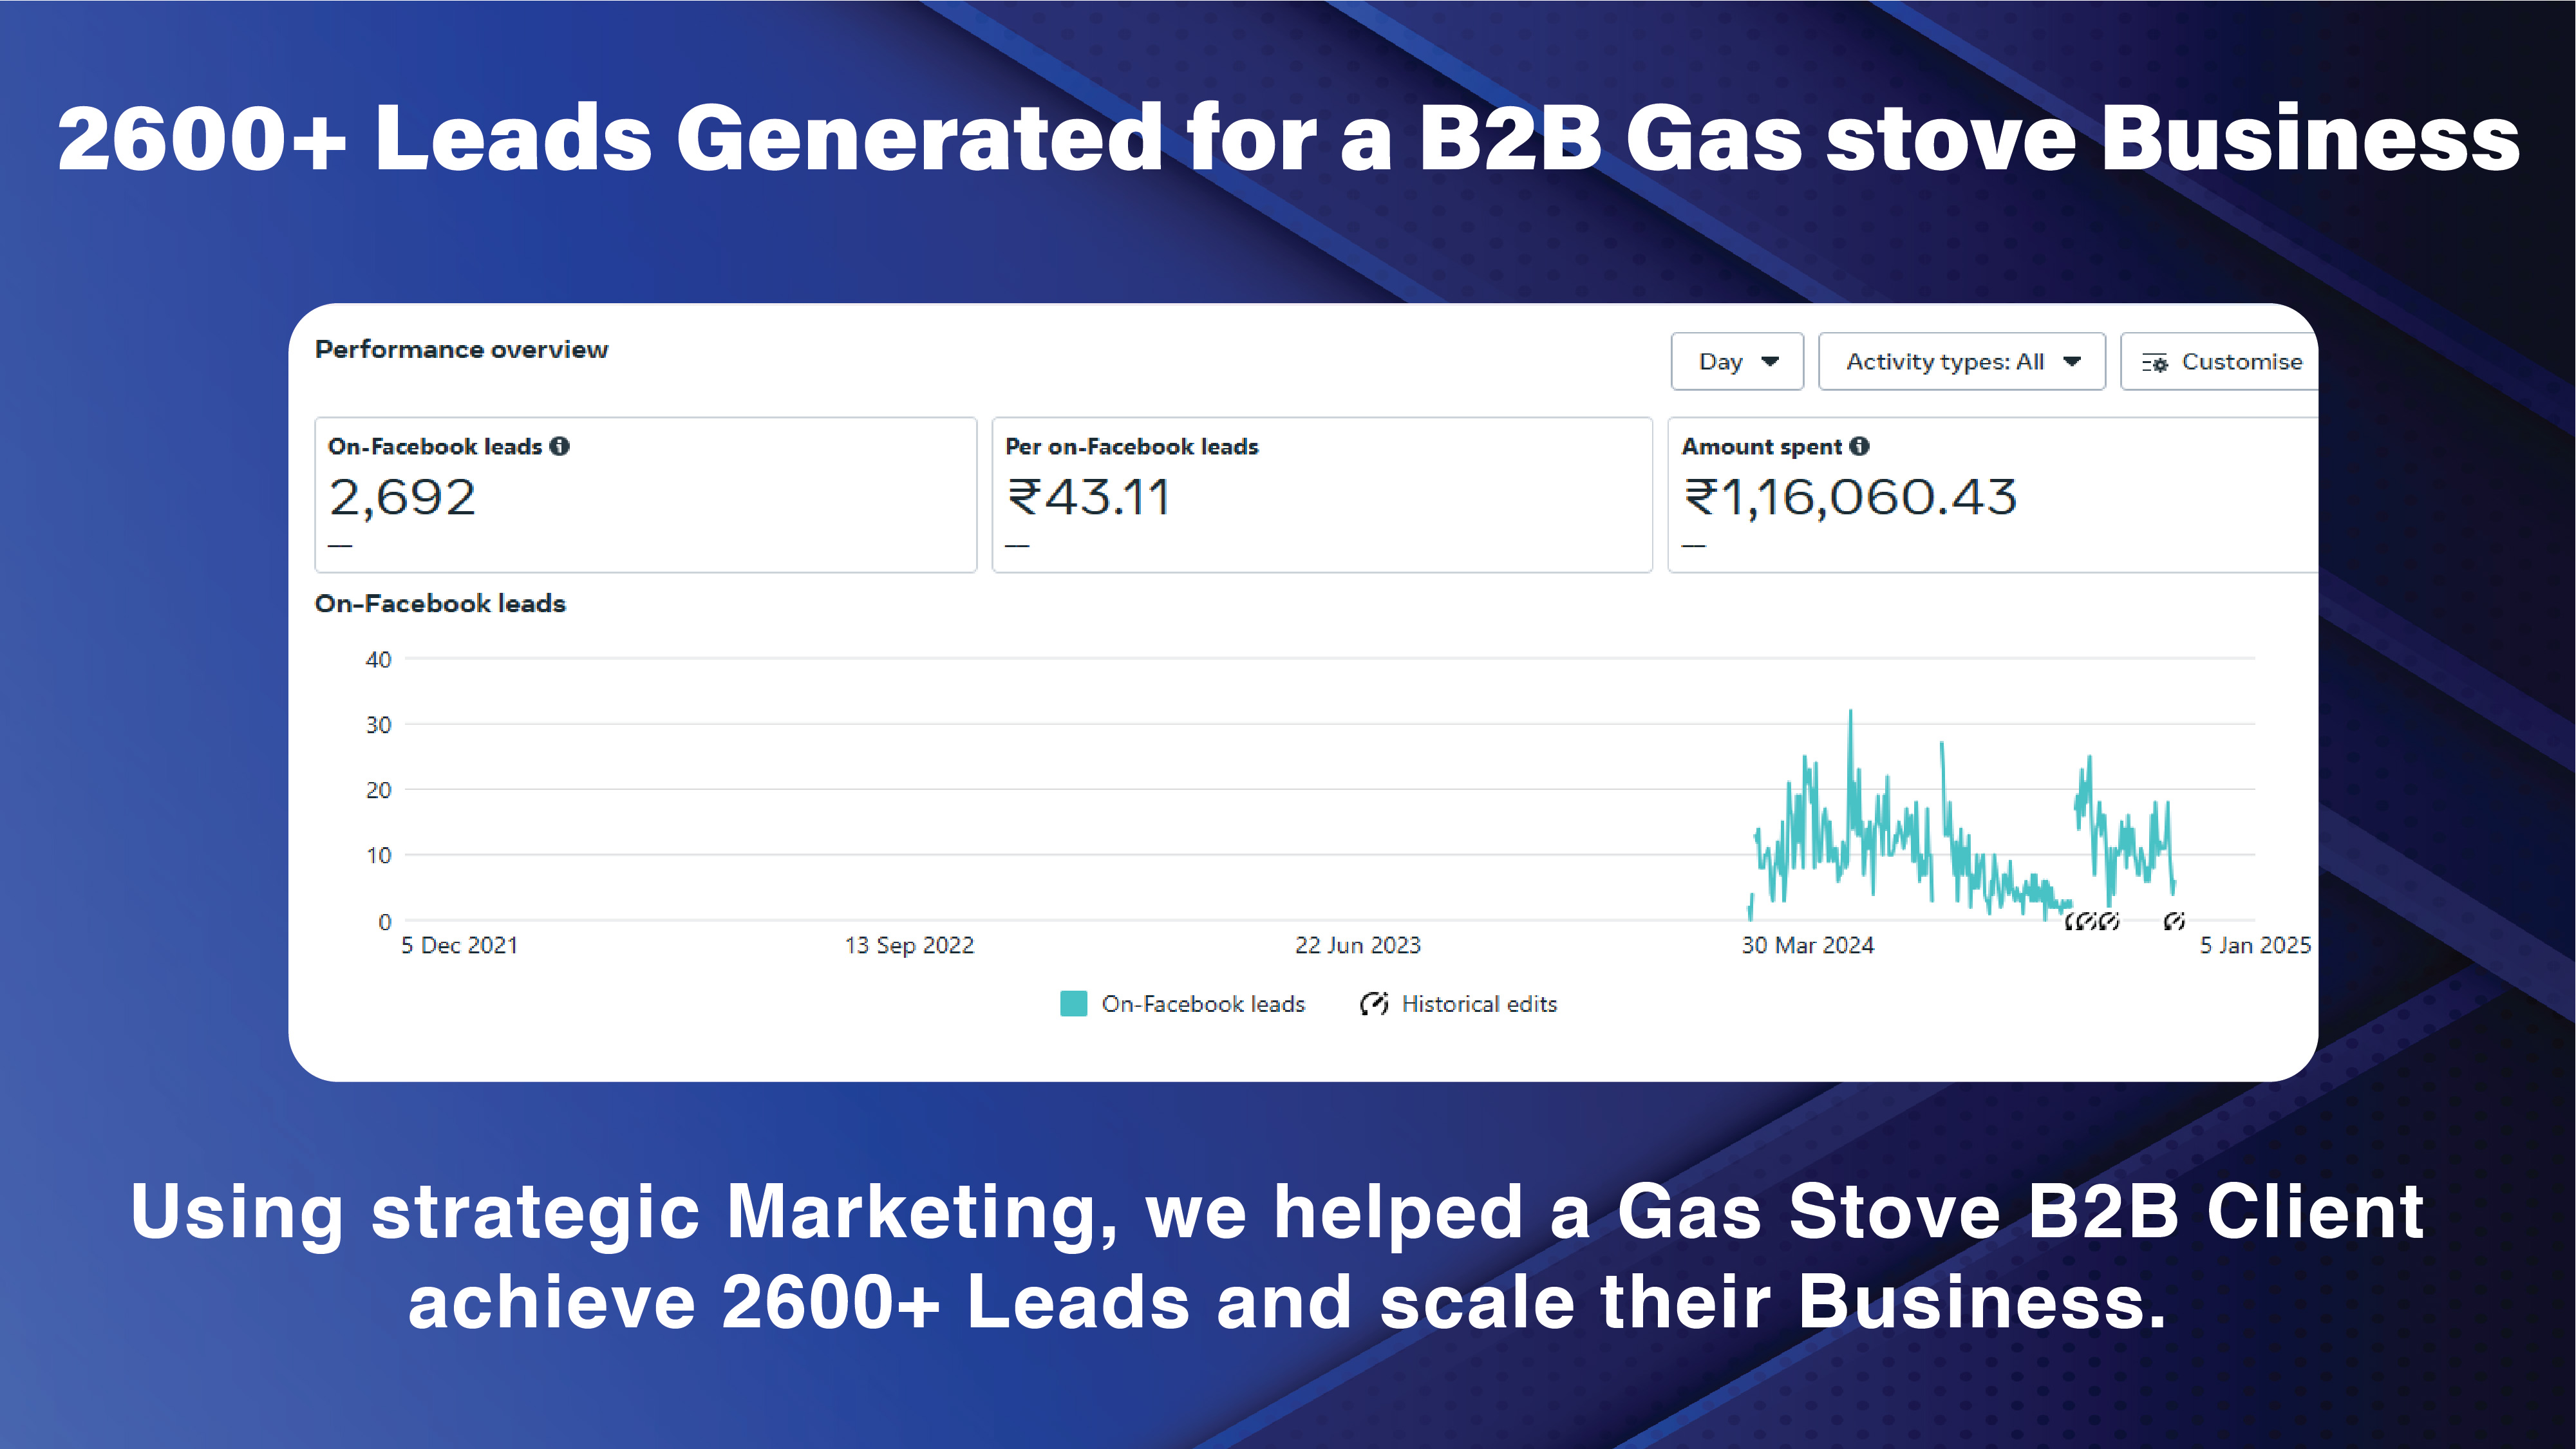 2600+ Leads Generated for a B2B Gas stove Business
Performance overview
Day
Activity types: All
Customise
On-Facebook leads
2,692
—
Per on-Facebook leads
₹43.11
—
Amount spent
₹1,16,060.43
—
On-Facebook leads
40
30
20
10
0
5 Dec 2021
13 Sep 2022
22 Jun 2023
30 Mar 2024
5 Jan 2025
On-Facebook leads
Historical edits
Using strategic Marketing, we helped a Gas Stove B2B Client
achieve 2600+ Leads and scale their Business.